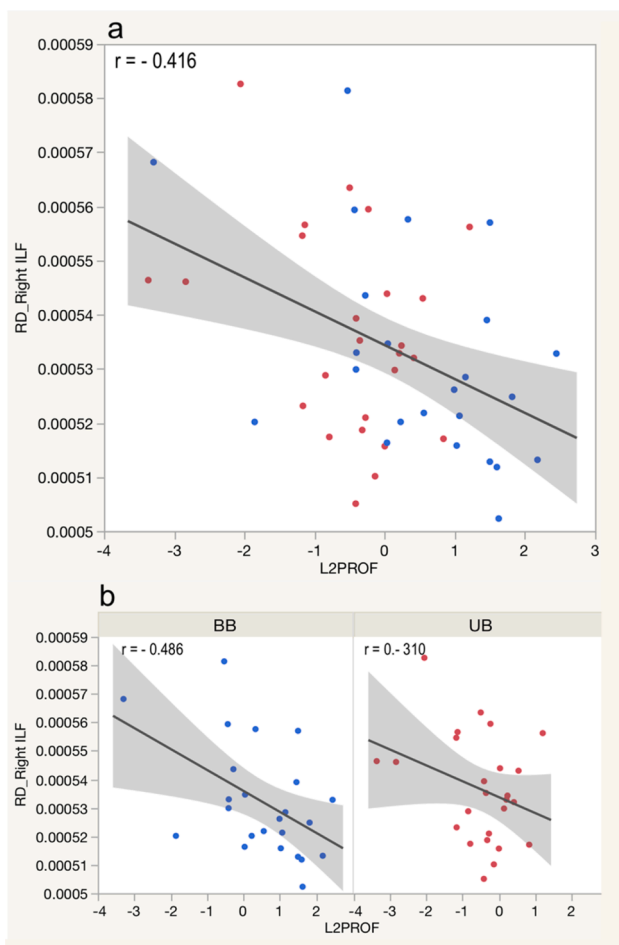 a
r = - 0.416
0.00059
0.00058
0.00057
0.00056
0.00055
0.00054
0.00053
0.00052
0.00051
0.0005
RD_Right ILF
-4 -3 -2 -1 0 1 2 3
L2PROF
b
BB UB
r = - 0.486 r = 0.- 310
0.00059
0.00058
0.00057
0.00056
0.00055
0.00054
0.00053
0.00052
0.00051
0.0005
RD_Right ILF
-4 -3 -2 -1 0 1 2 -4 -3 -2 -1 0 1 2
L2PROF